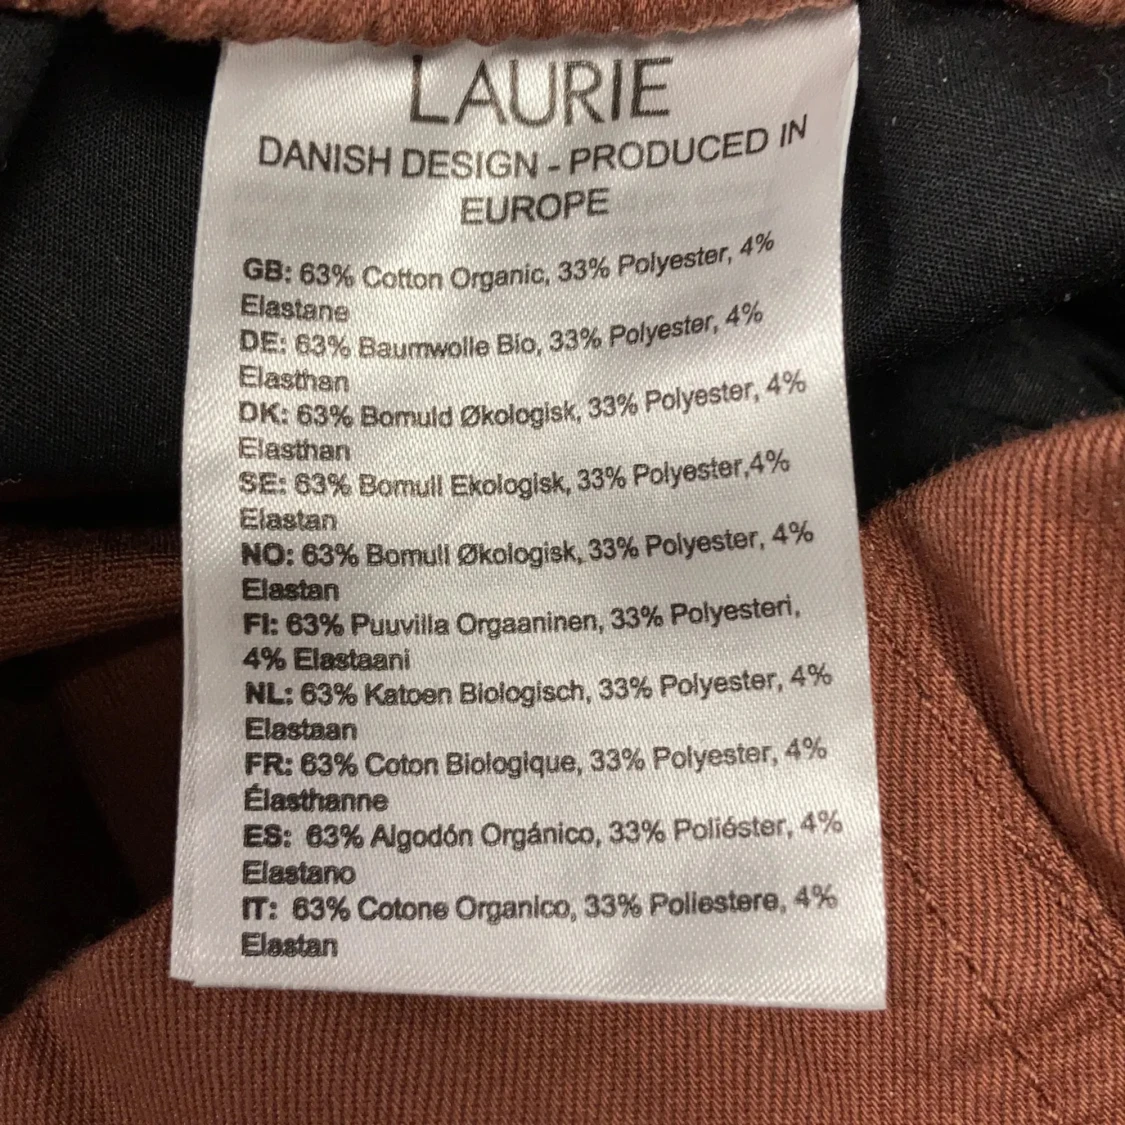 LAURIE
DANISH DESIGN - PRODUCED IN
EUROPE
GB: 63% Cotton Organic, 33% Polyester, 4%
Elastane
DE: 63% Baumwolle Bio, 33% Polyester, 4%
Elasthan
DK: 63% Bomuld Økologisk, 33% Polyester, 4%
Elasthan
SE: 63% Bomull Ekologisk, 33% Polyester,4%
Elastan
NO: 63% Bomull Økologisk, 33% Polyester, 4%
Elastan
FI: 63% Puuvilla Orgaaninen, 33% Polyesteri,
4% Elastaani
NL: 63% Katoen Biologisch, 33% Polyester, 4%
Elastaan
FR: 63% Coton Biologique, 33% Polyester, 4%
Élasthanne
ES: 63% Algodón Orgánico, 33% Poliéster, 4%
Elastano
IT: 63% Cotone Organico, 33% Poliestere, 4%
Elastan